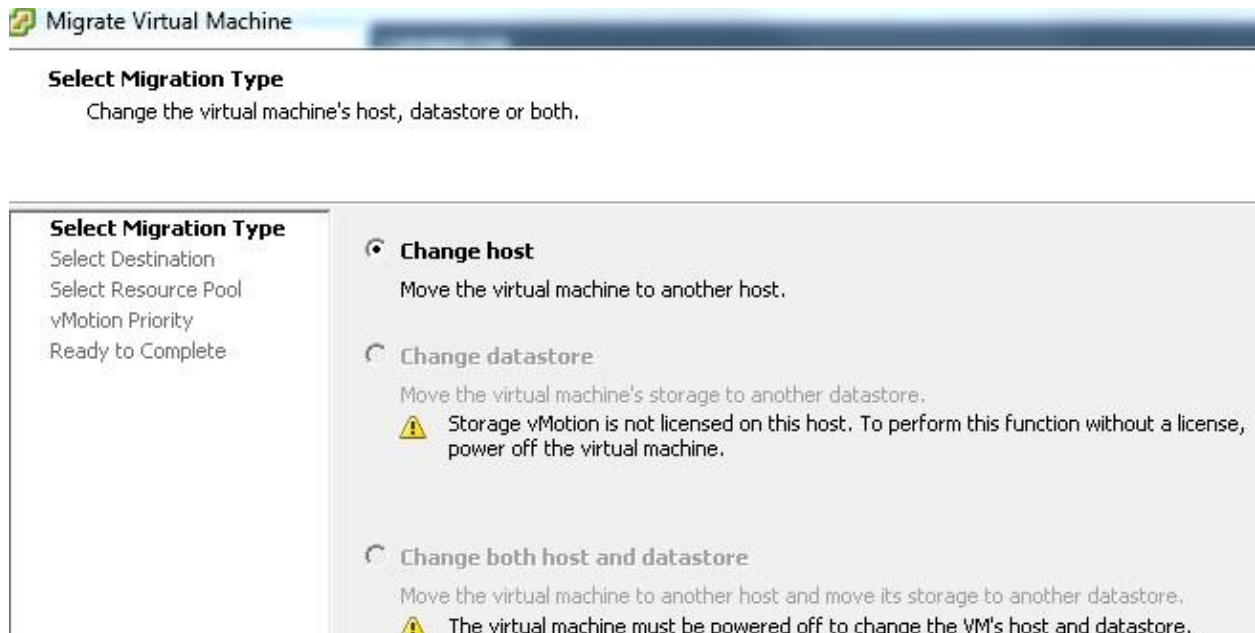 Migrate Virtual Machine
Select Migration Type
Change the virtual machine's host, datastore or both.
Select Migration Type
Select Destination
Select Resource Pool
vMotion Priority
Ready to Complete
Change host
Move the virtual machine to another host.
Change datastore
Move the virtual machine's storage to another datastore.
Storage vMotion is not licensed on this host. To perform this function without a license,
power off the virtual machine.
Change both host and datastore
Move the virtual machine to another host and move its storage to another datastore.
The virtual machine must be powered off to change the VM's host and datastore.